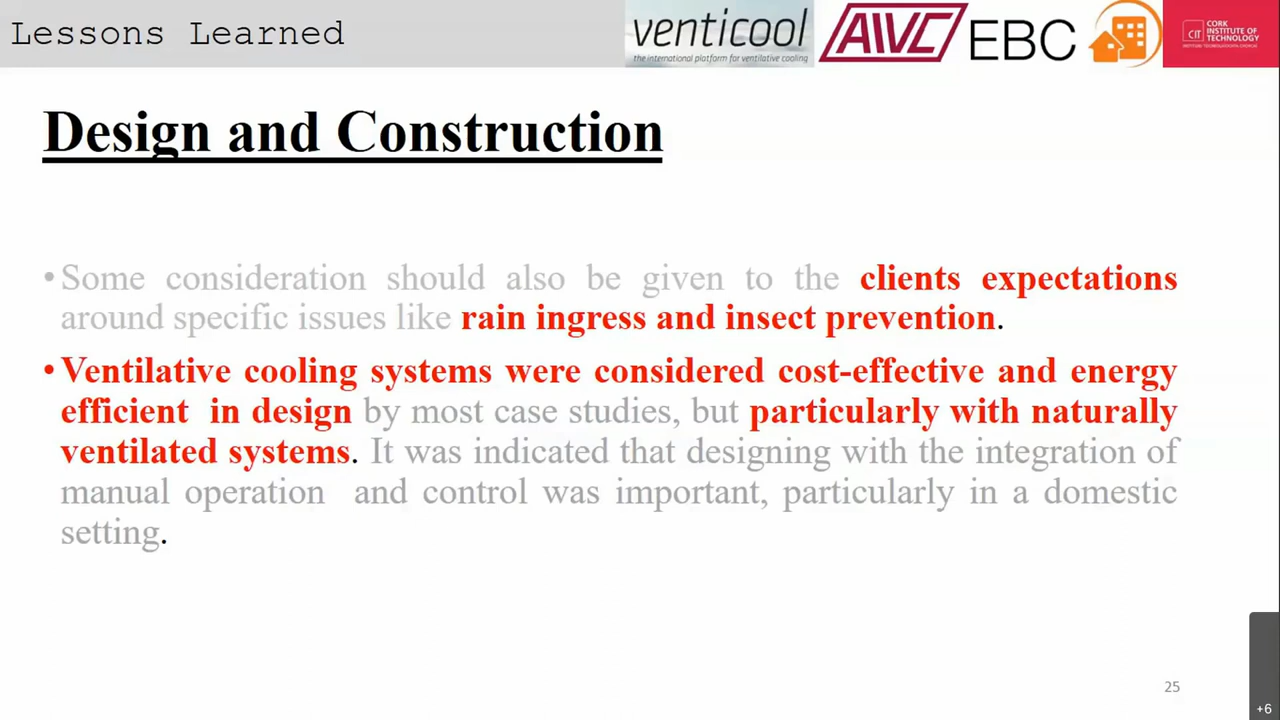 Lessons Learned
venticool
the international platform for ventilative cooling
AIVC
EBC
CIT
CORK
INSTITUTE OF
TECHNOLOGY
Design and Construction
•Some consideration should also be given to the clients expectations
around specific issues like rain ingress and insect prevention.
•Ventilative cooling systems were considered cost-effective and energy
efficient in design by most case studies, but particularly with naturally
ventilated systems. It was indicated that designing with the integration of
manual operation and control was important, particularly in a domestic
setting.
25
+6